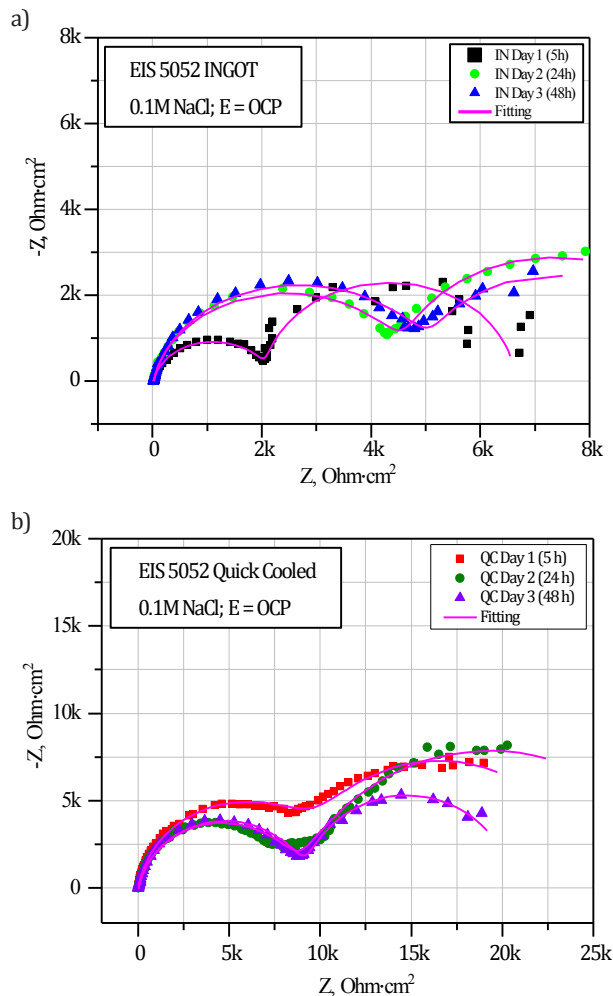 a)
8k
6k
4k
2k
0
-Z, Ohm·cm²
EIS 5052 INGOT
0.1M NaCl; E = OCP
IN Day 1 (5h)
IN Day 2 (24h)
IN Day 3 (48h)
Fitting
0 2k 4k 6k 8k
Z, Ohm·cm²
b)
20k
15k
10k
5k
0
-Z, Ohm·cm²
EIS 5052 Quick Cooled
0.1M NaCl; E = OCP
QC Day 1 (5 h)
QC Day 2 (24 h)
QC Day 3 (48 h)
Fitting
0 5k 10k 15k 20k 25k
Z, Ohm·cm²